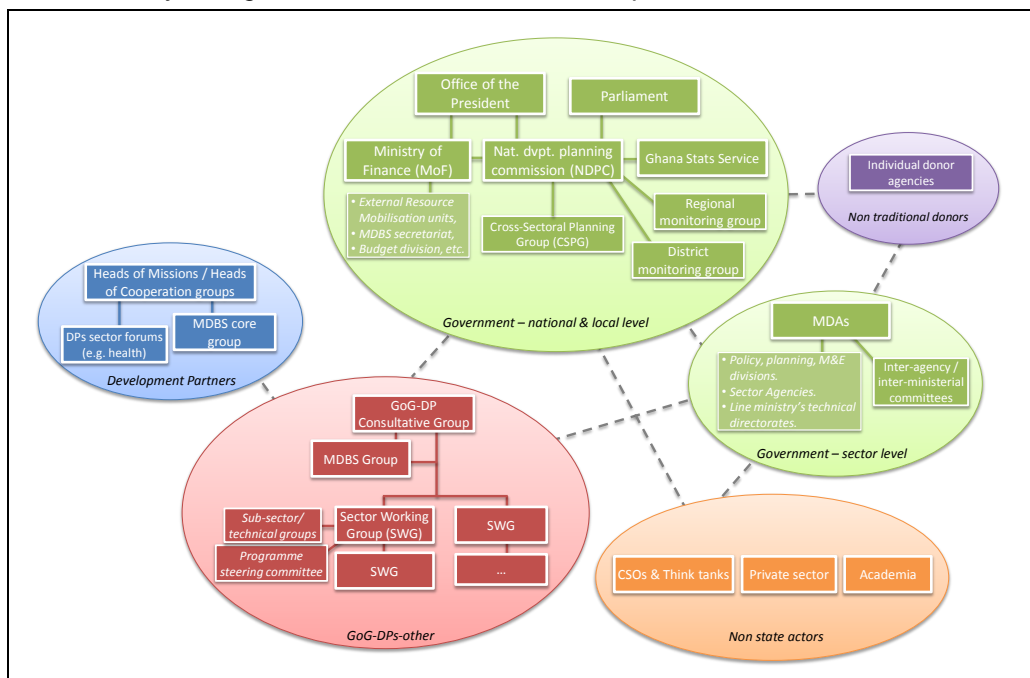 Office of the
President
Parliament
Ministry of
Finance (MoF)
Nat. dvpt. planning
commission (NDPC)
Ghana Stats Service
• External Resource
Mobilisation units,
• MDBS secretariat,
• Budget division, etc.
Cross-Sectoral Planning
Group (CSPG)
Regional
monitoring group
District
monitoring group
Government – national & local level
Individual donor
agencies
Non traditional donors
Heads of Missions / Heads
of Cooperation groups
DPs sector forums
(e.g. health)
MDBS core
group
Development Partners
MDAs
• Policy, planning, M&E
divisions.
• Sector Agencies.
• Line ministry's technical
directorates.
Inter-agency /
inter-ministerial
committees
Government – sector level
GoG-DP
Consultative Group
MDBS Group
Sub-sector/
technical groups
Programme
steering committee
Sector Working
Group (SWG)
SWG
SWG
...
GoG-DPs-other
CSOs & Think tanks
Private sector
Academia
Non state actors